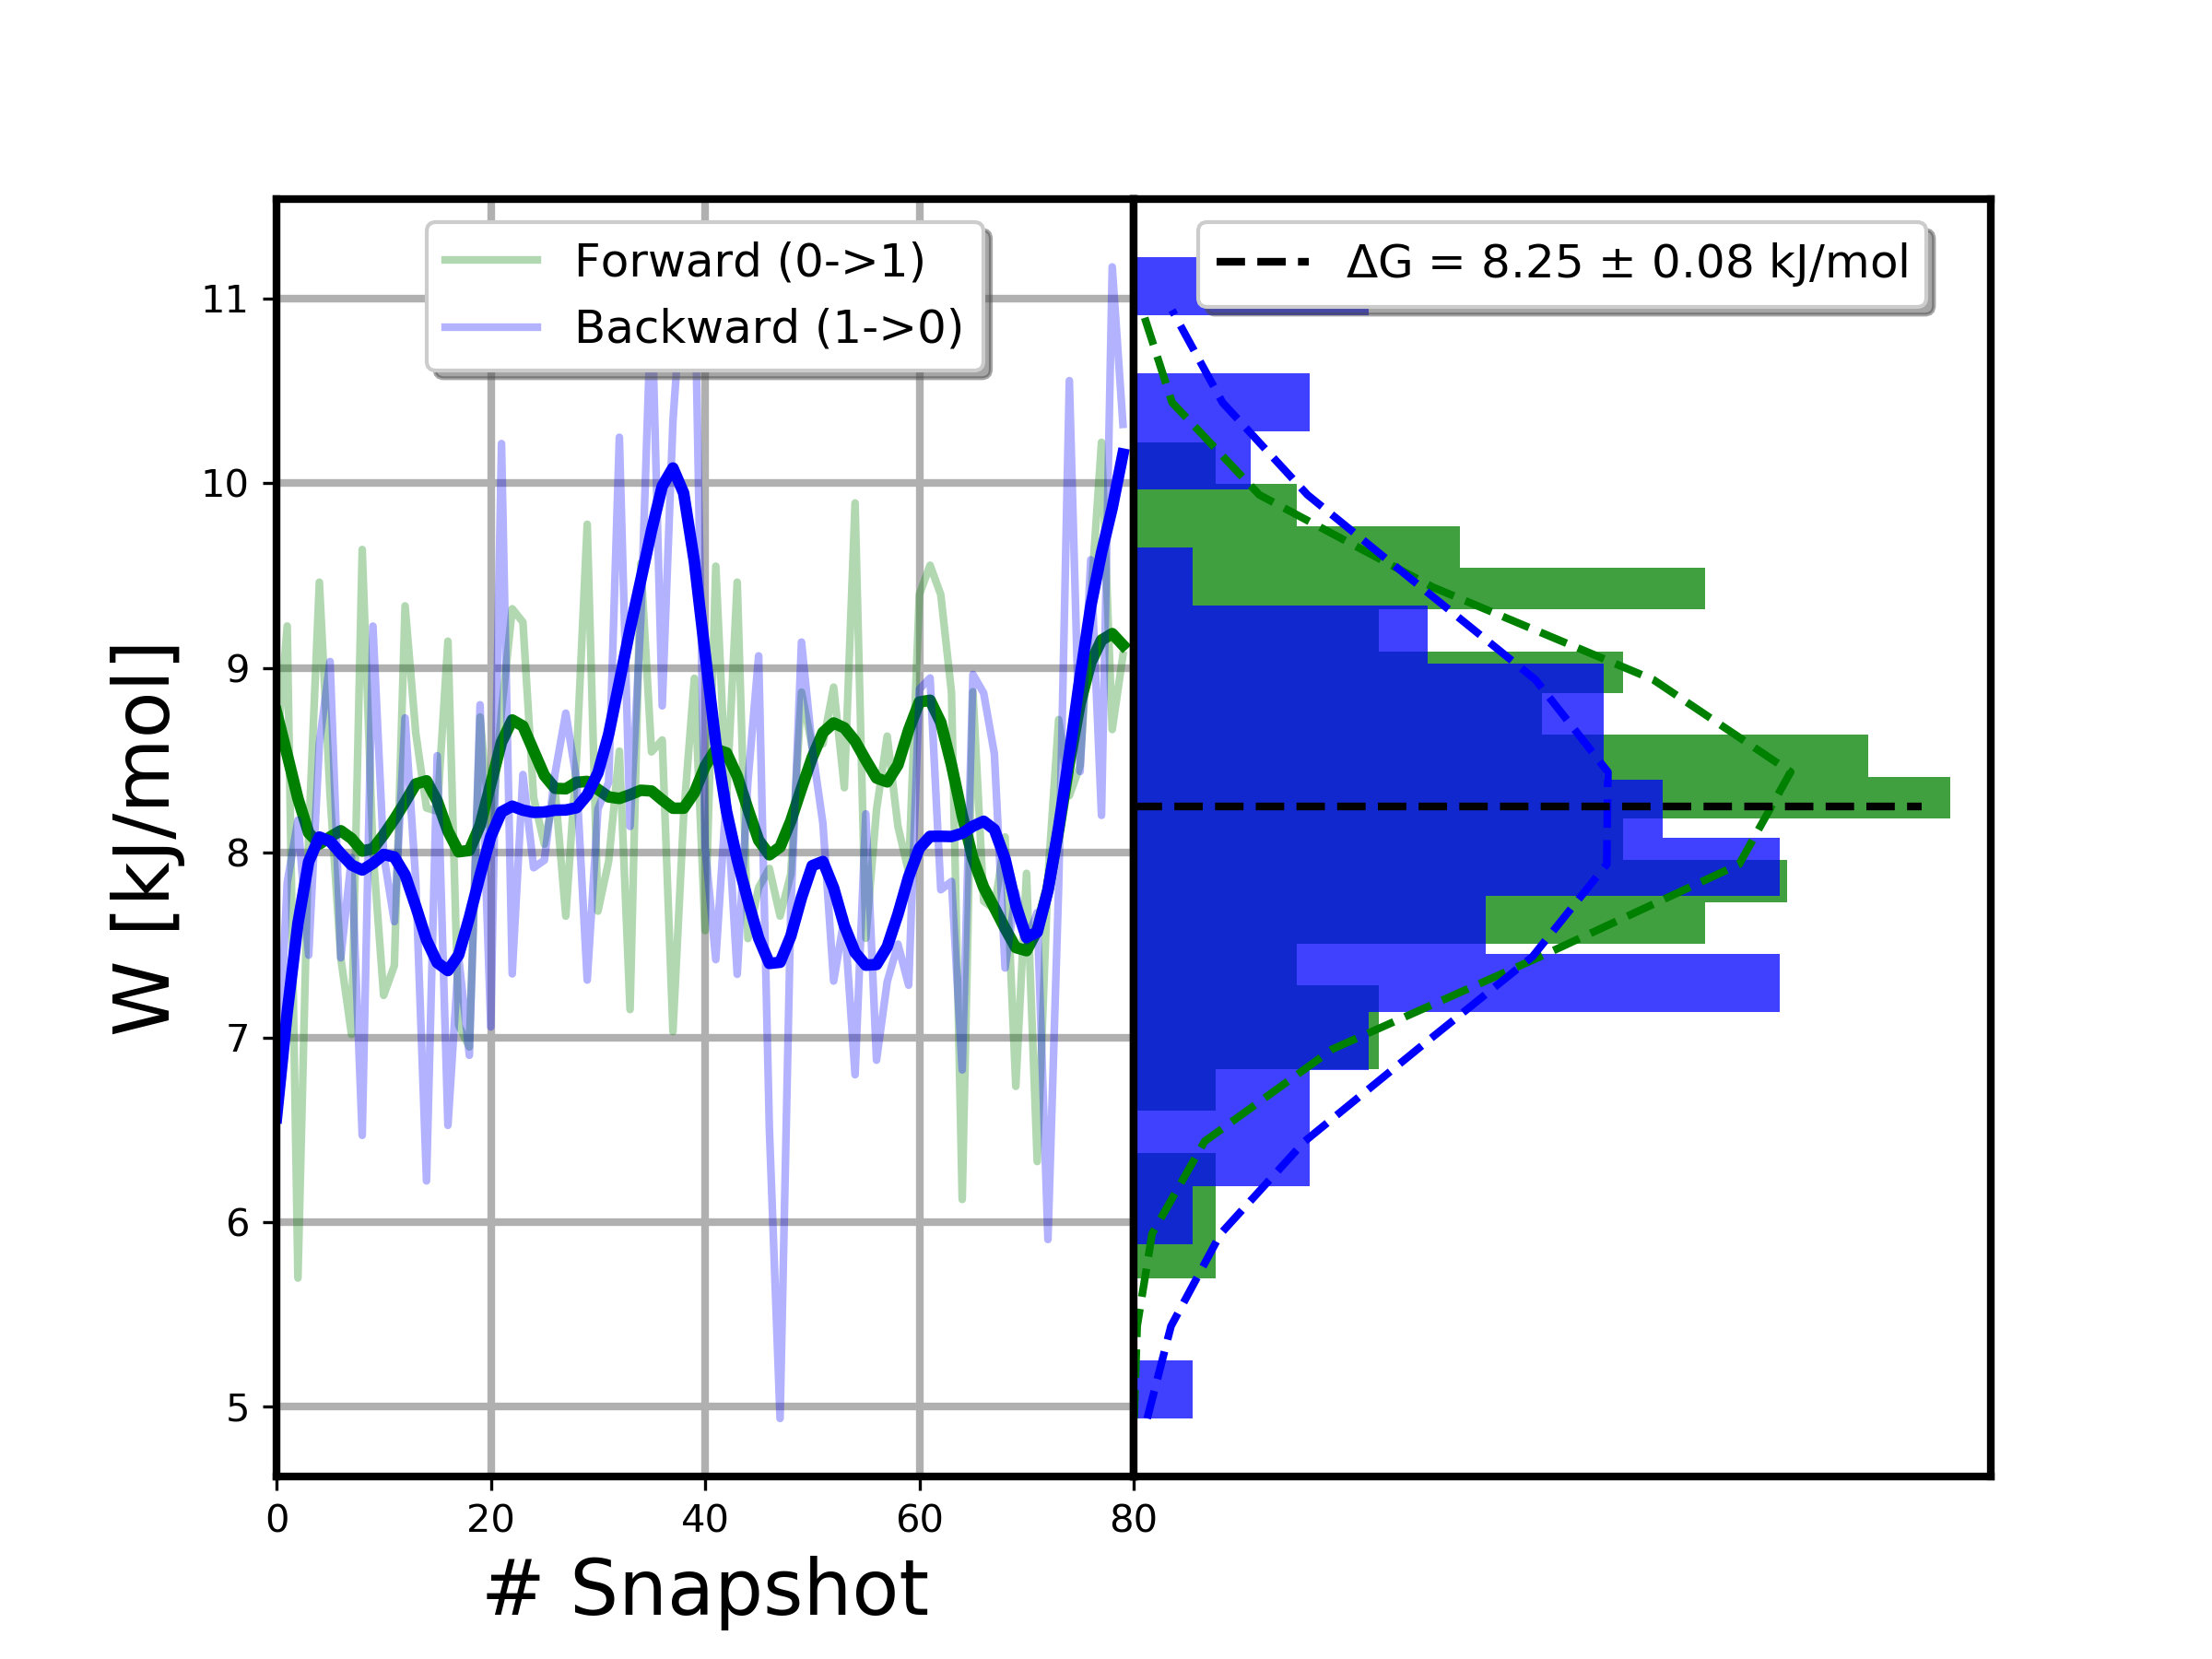 Forward (0->1)
Backward (1->0)
ΔG = 8.25 ± 0.08 kJ/mol
11
10
9
8
7
6
5
W [kJ/mol]
0 20 40 60 80
# Snapshot